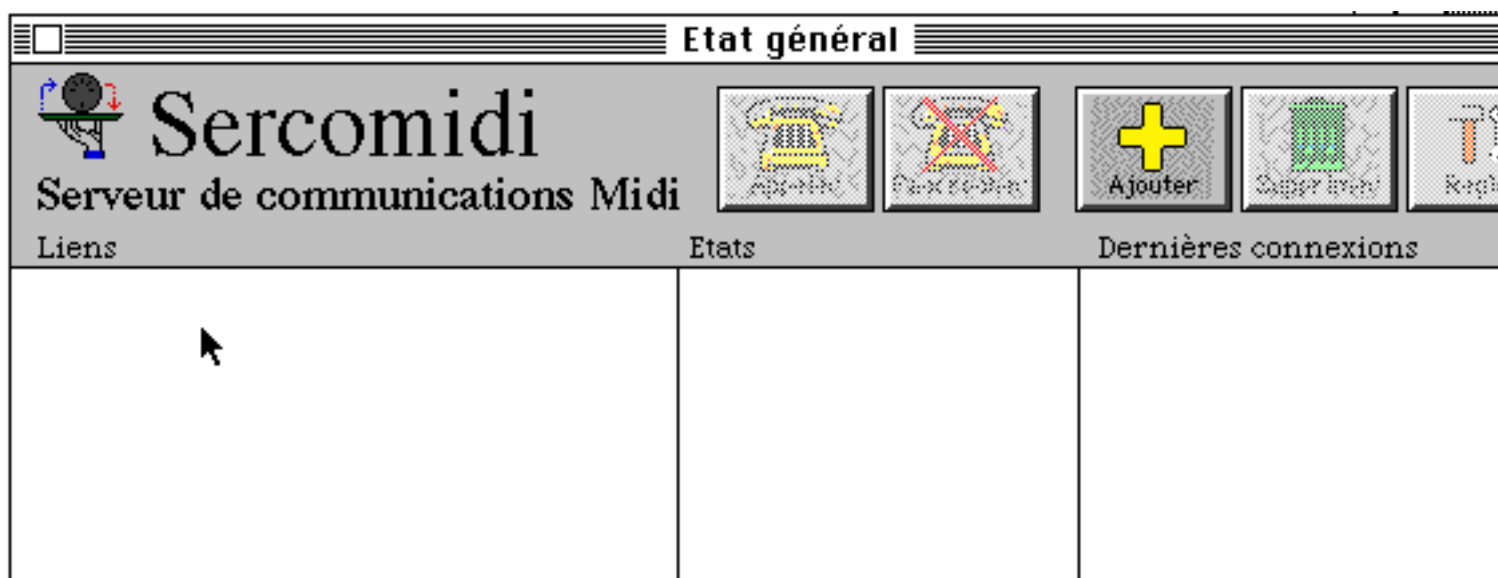 Etat général
Sercomidi
Serveur de communications Midi
Ajouter
Liens
Etats
Dernières connexions